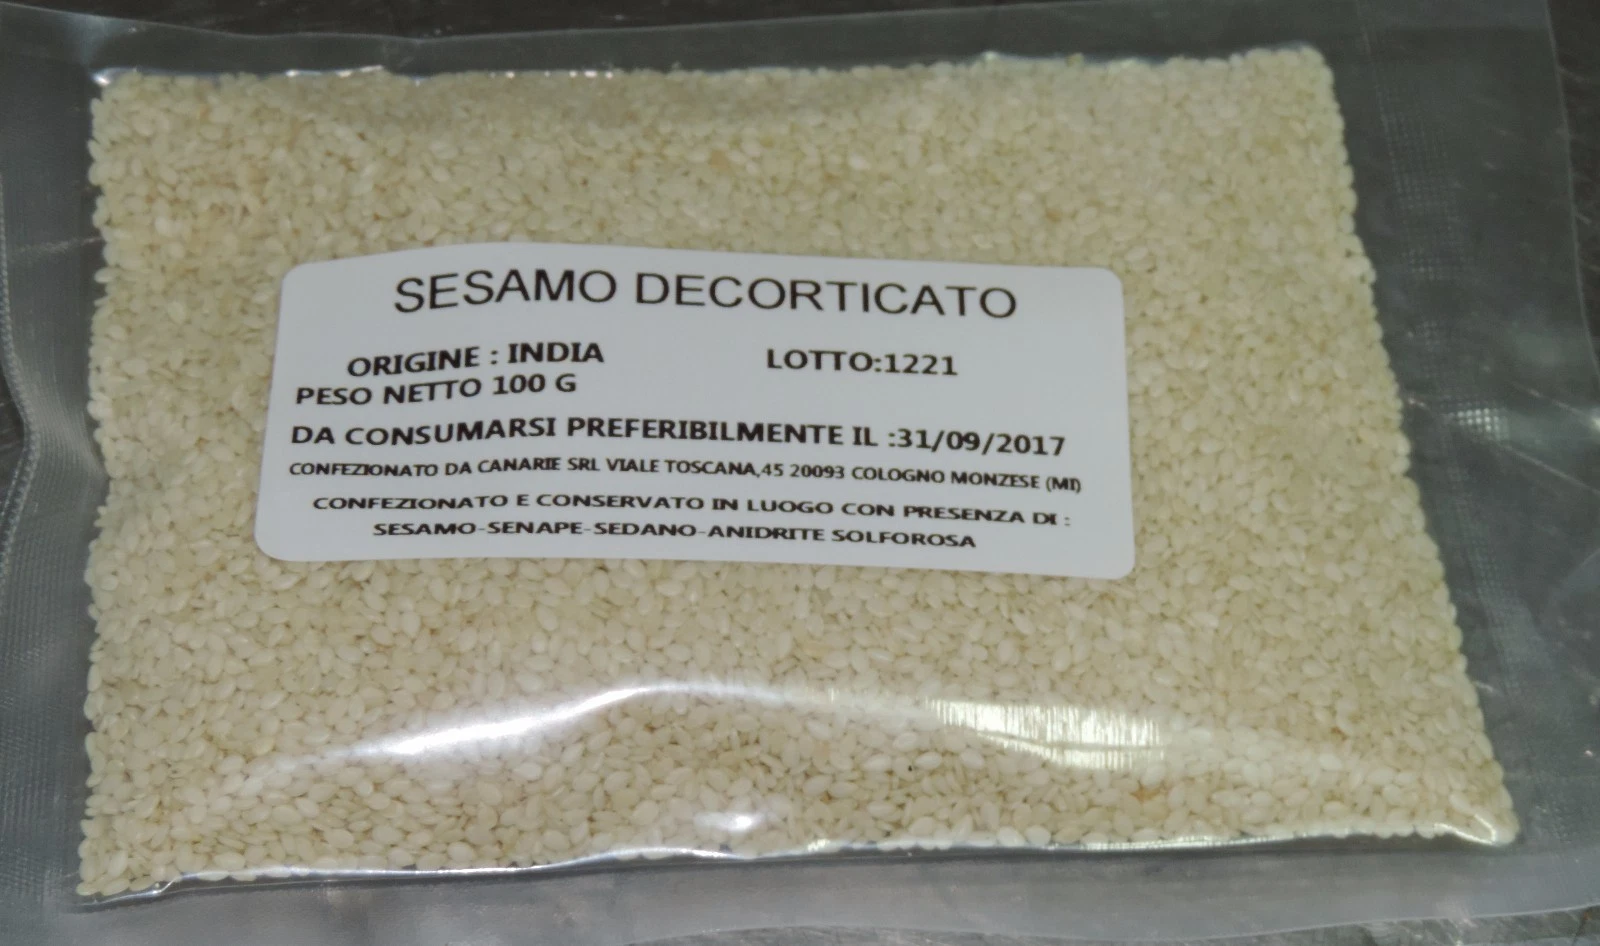 SESAMO DECORTICATO
ORIGINE : INDIA LOTTO:1221
PESO NETTO 100 G
DA CONSUMARSI PREFERIBILMENTE IL :31/09/2017
CONFEZIONATO DA CANARIE SRL VIALE TOSCANA,45 20093 COLOGNO MONZESE (MI)
CONFEZIONATO E CONSERVATO IN LUOGO CON PRESENZA DI :
SESAMO-SENAPE-SEDANO-ANIDRITE SOLFOROSA